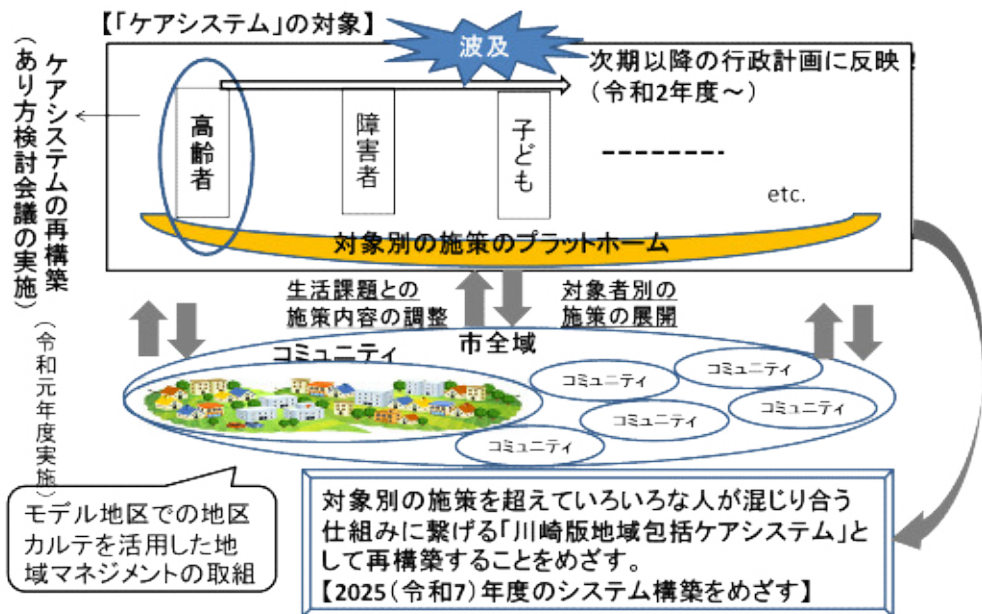 【「ケアシステム」の対象】
波及
次期以降の行政計画に反映!
(令和2年度~)
高齢者
障害者
子ども
--------
etc.
対象別の施策のプラットホーム
ケアシステムの再構築
(あり方検討会議の実施)
(令和元年度実施)
生活課題との
施策内容の調整
対象者別の
施策の展開
市全域
コミュニティ
コミュニティ
コミュニティ
コミュニティ
コミュニティ
コミュニティ
コミュニティ
モデル地区での地区
カルテを活用した地
域マネジメントの取組
対象別の施策を超えていろいろな人が混じり合う
仕組みに繋げる「川崎版地域包括ケアシステム」と
して再構築することをめざす。
【2025(令和7)年度のシステム構築をめざす】